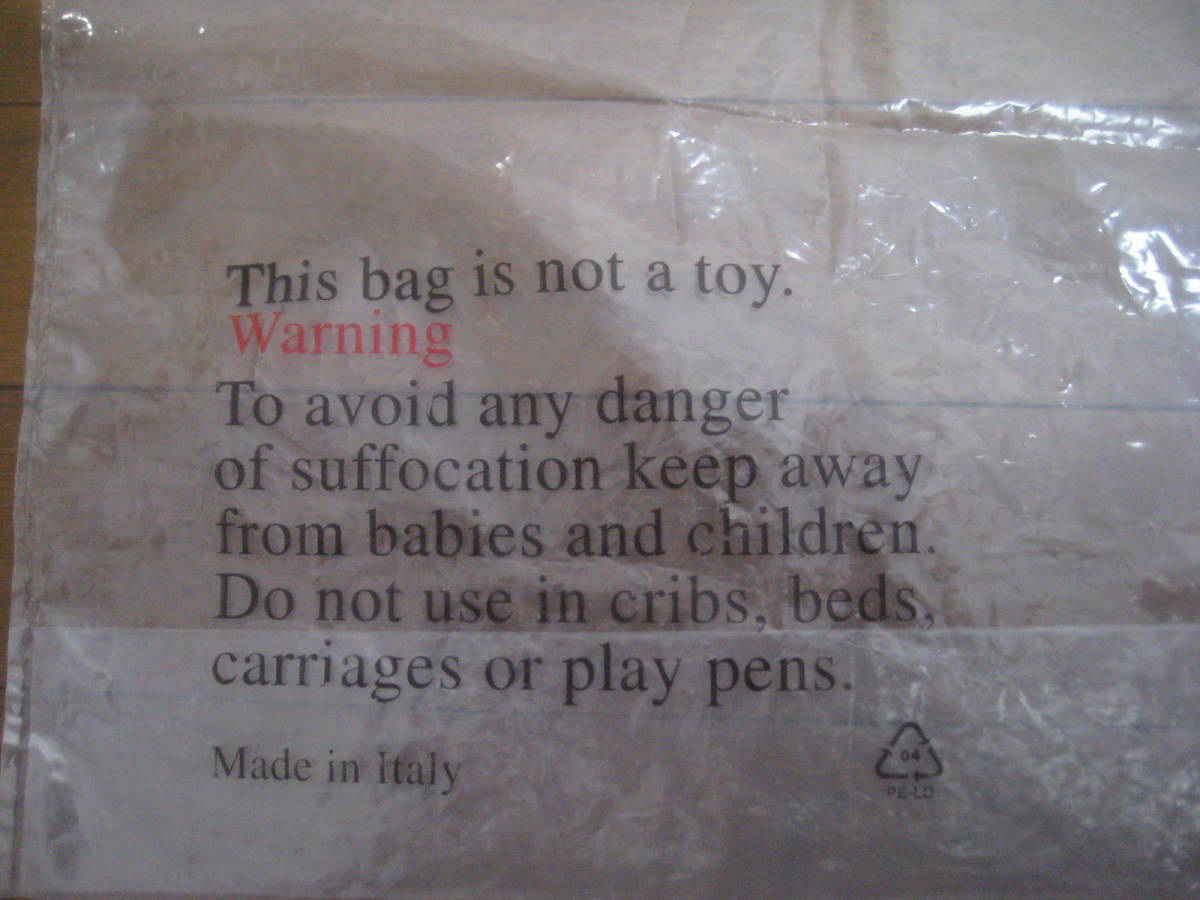 This bag is not a toy.
Warning
To avoid any danger
of suffocation keep away
from babies and children.
Do not use in cribs, beds,
carriages or play pens.
Made in Italy
04
PE-LD